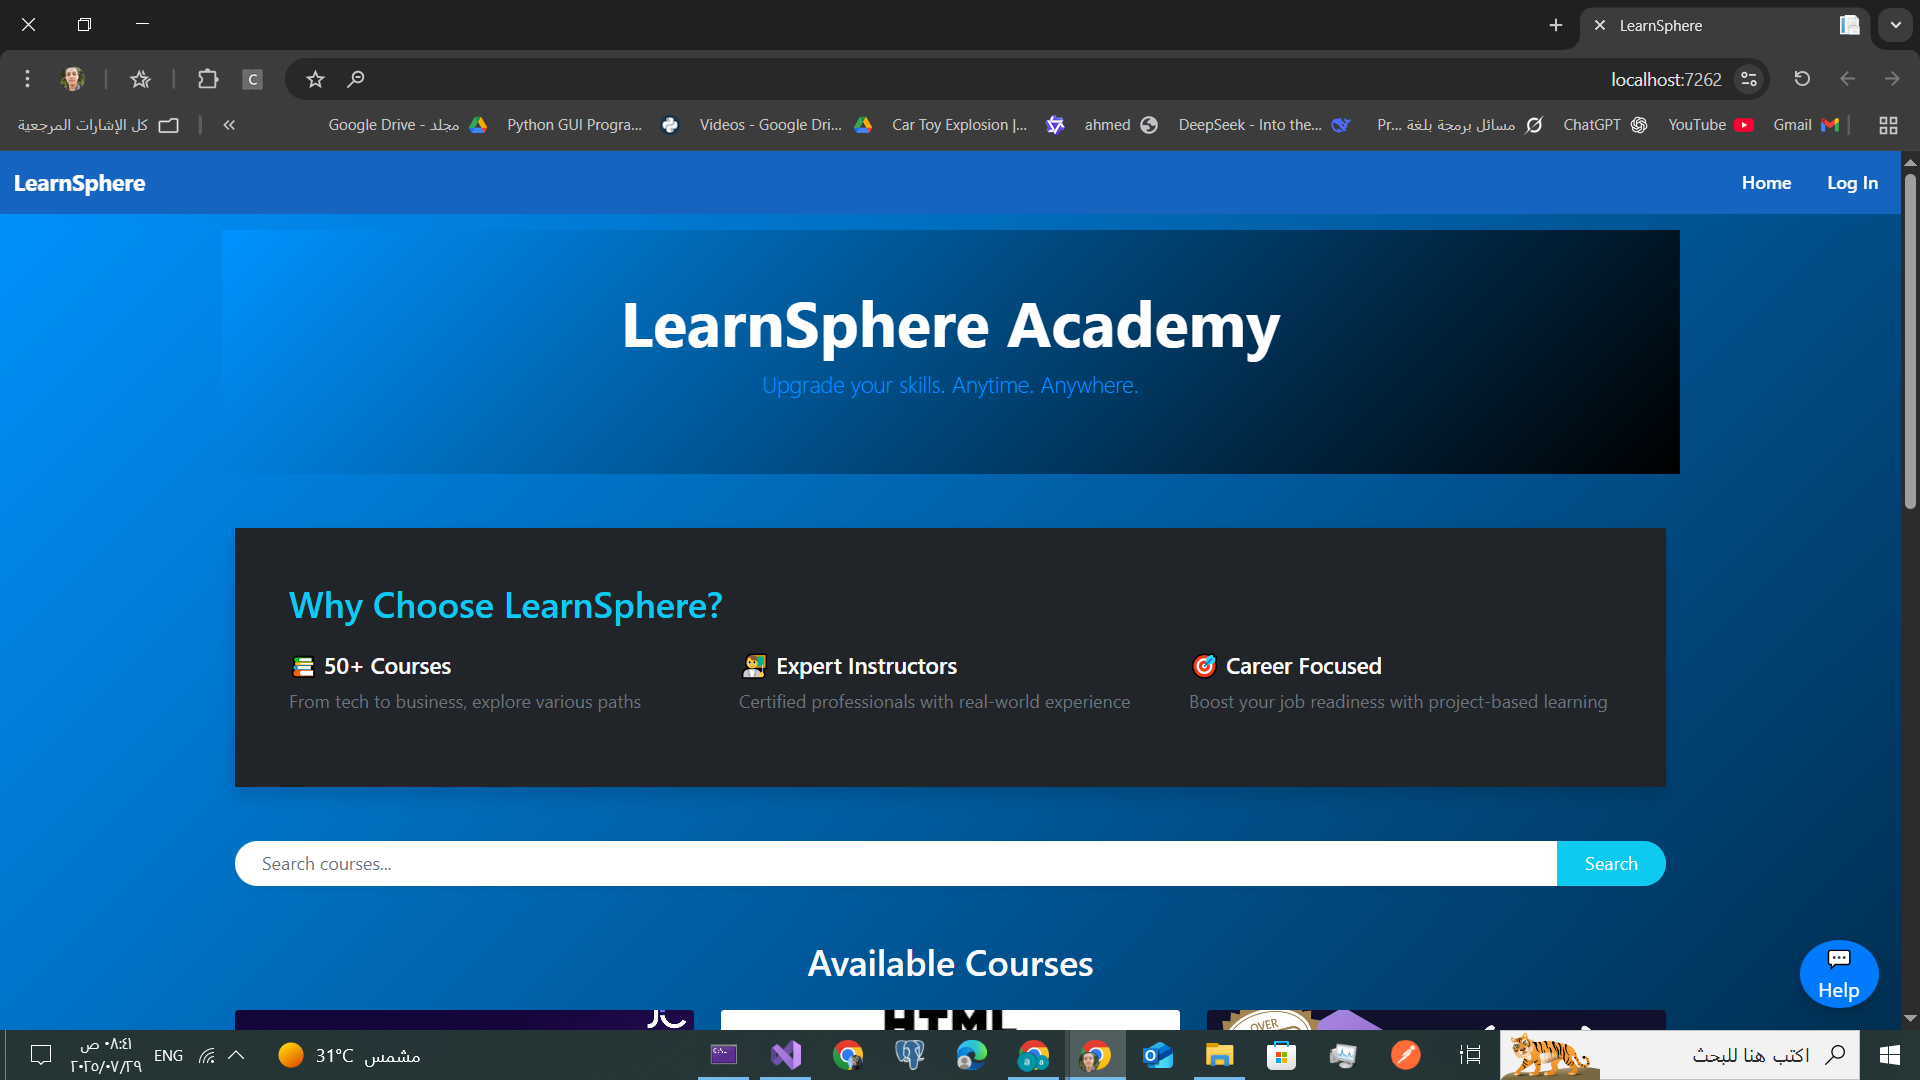 LearnSphere
localhost:7262
كل الإشارات المرجعية
Google Drive - مجلد
Python GUI Progra...
Videos - Google Dri...
Car Toy Explosion |...
ahmed
DeepSeek - Into the...
مسائل برمجة بلغة Pr...
ChatGPT
YouTube
Gmail
LearnSphere
Home
Log In
LearnSphere Academy
Upgrade your skills. Anytime. Anywhere.
Why Choose LearnSphere?
50+ Courses
From tech to business, explore various paths
Expert Instructors
Certified professionals with real-world experience
Career Focused
Boost your job readiness with project-based learning
Search courses...
Search
Available Courses
HTML
OVER
Help
٠٨:٤١ ص
٢٠٢٥/٠٧/٢٩
ENG
31°C مشمس
اكتب هنا للبحث